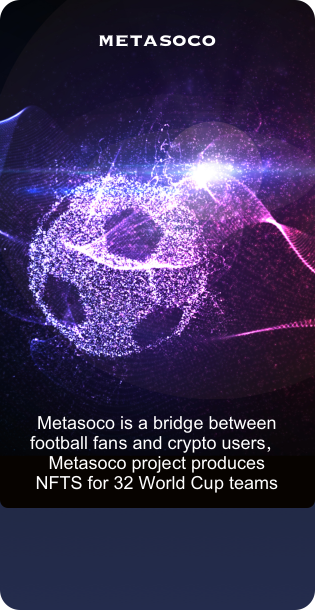 METASOCO
Metasoco is a bridge between
football fans and crypto users,
Metasoco project produces
NFTS for 32 World Cup teams